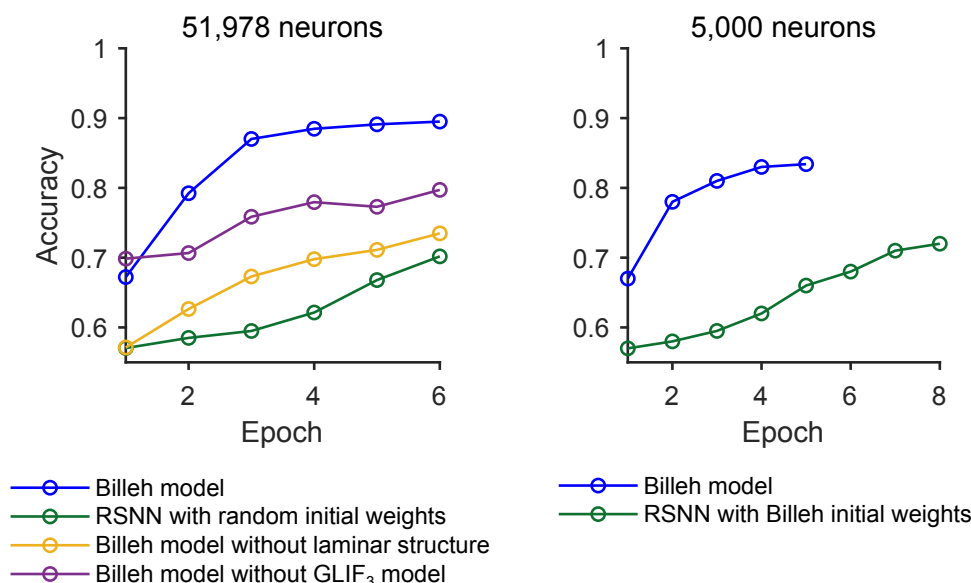 51,978 neurons
1
0.9
0.8
0.7
0.6
Accuracy
2
4
6
Epoch
Billeh model
RSNN with random initial weights
Billeh model without laminar structure
Billeh model without GLIF₃ model
5,000 neurons
1
0.9
0.8
0.7
0.6
2
4
6
8
Epoch
Billeh model
RSNN with Billeh initial weights